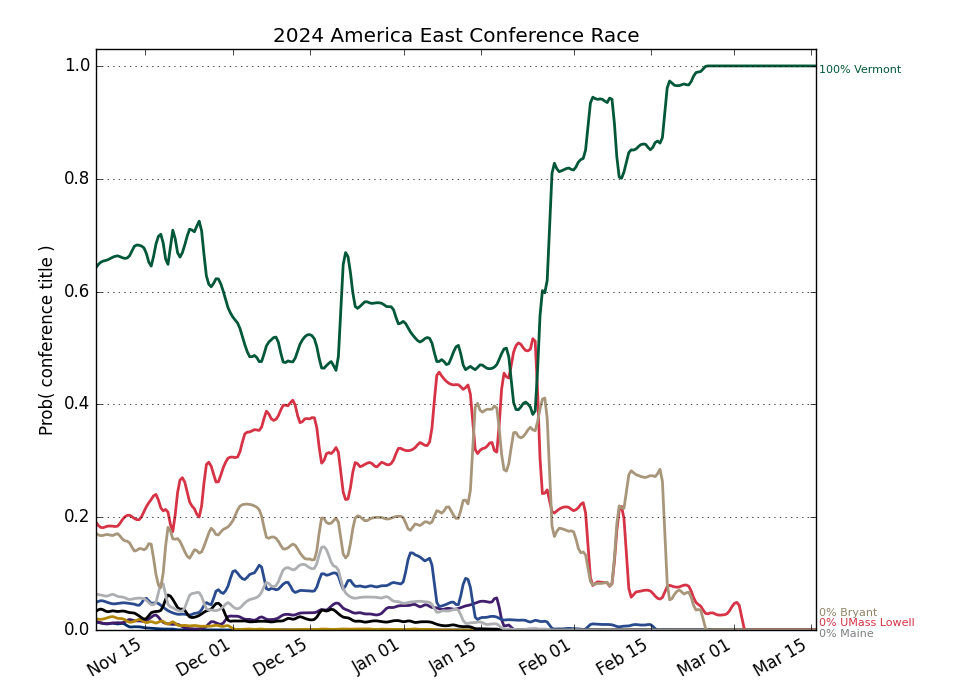 2024 America East Conference Race
Prob( conference title )
1.0
0.8
0.6
0.4
0.2
0.0
Nov 15
Dec 01
Dec 15
Jan 01
Jan 15
Feb 01
Feb 15
Mar 01
Mar 15
100% Vermont
0% Bryant
0% UMass Lowell
0% Maine